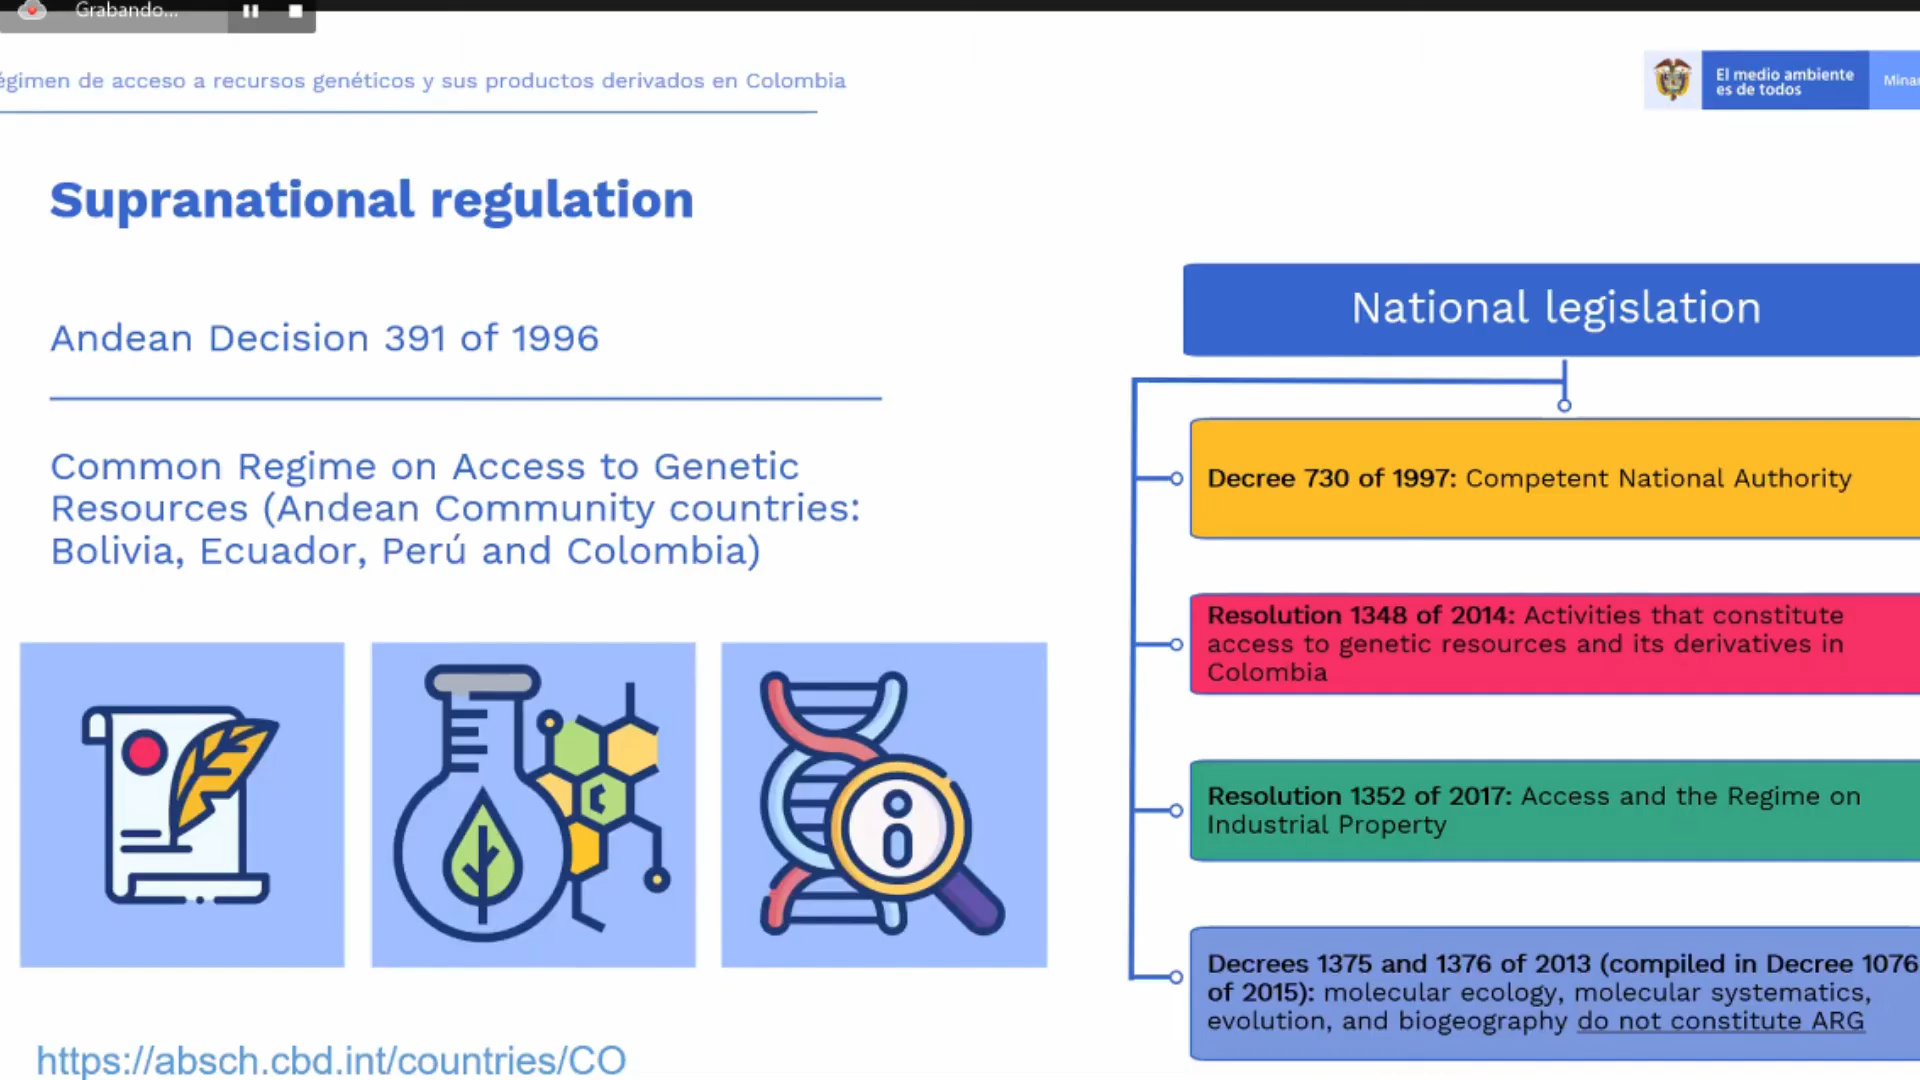 Grabando...
égimen de acceso a recursos genéticos y sus productos derivados en Colombia
El medio ambiente
es de todos
Supranational regulation
Andean Decision 391 of 1996
Common Regime on Access to Genetic
Resources (Andean Community countries:
Bolivia, Ecuador, Perú and Colombia)
https://absch.cbd.int/countries/CO
National legislation
Decree 730 of 1997: Competent National Authority
Resolution 1348 of 2014: Activities that constitute
access to genetic resources and its derivatives in
Colombia
Resolution 1352 of 2017: Access and the Regime on
Industrial Property
Decrees 1375 and 1376 of 2013 (compiled in Decree 1076
of 2015): molecular ecology, molecular systematics,
evolution, and biogeography do not constitute ARG